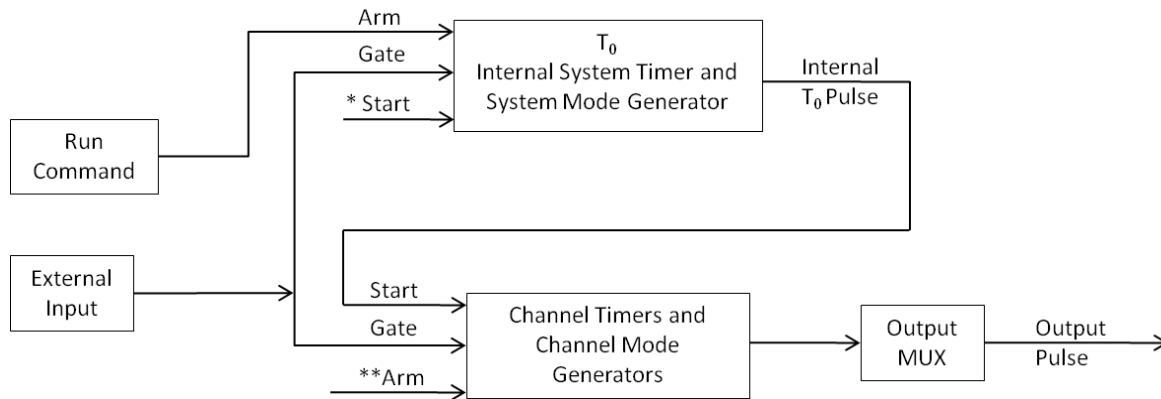 Arm
T₀
Gate
Internal System Timer and
System Mode Generator
Internal
T₀ Pulse
* Start
Run
Command
External
Input
Start
Gate
**Arm
Channel Timers and
Channel Mode
Generators
Output
MUX
Output
Pulse